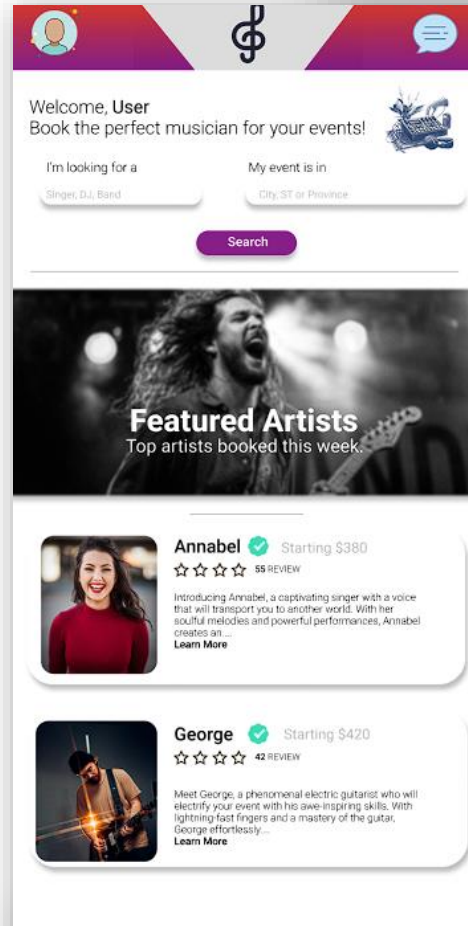 Welcome, User
Book the perfect musician for your events!
I'm looking for a
Singer, DJ, Band
My event is in
City, ST or Province
Search
Featured Artists
Top artists booked this week.
Annabel
Starting $380
55 REVIEW
Introducing Annabel, a captivating singer with a voice
that will transport you to another world. With her
soulful melodies and powerful performances, Annabel
creates an....
Learn More
George
Starting $420
42 REVIEW
Meet George, a phenomenal electric guitarist who will
electrify your event with his awe-inspiring skills. With
lightning-fast fingers and a mastery of the guitar,
George effortlessly....
Learn More